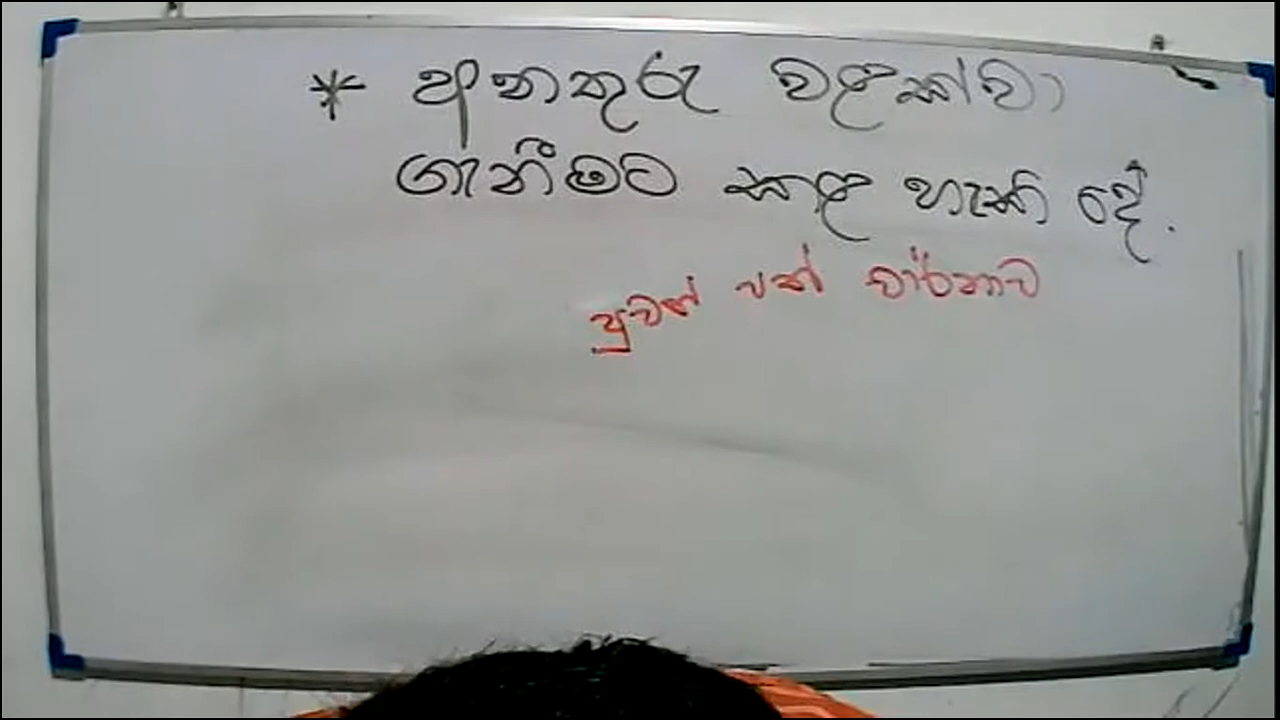 * අනතුරු වළක්වා
ගැනීමට කළ හැකි දේ.
පුවත් පත් වාර්තාව